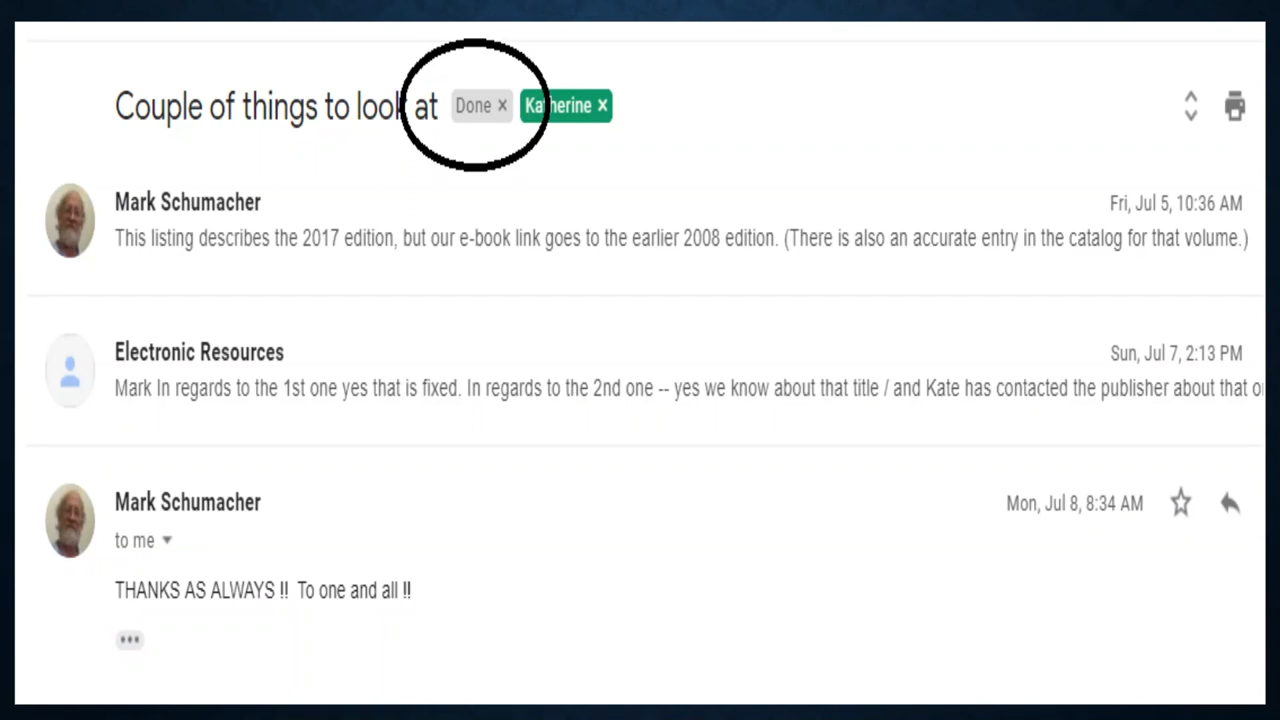 Couple of things to look at Done × Katherine ×
Mark Schumacher Fri, Jul 5, 10:36 AM
This listing describes the 2017 edition, but our e-book link goes to the earlier 2008 edition. (There is also an accurate entry in the catalog for that volume.)
Electronic Resources Sun, Jul 7, 2:13 PM
Mark In regards to the 1st one yes that is fixed. In regards to the 2nd one -- yes we know about that title / and Kate has contacted the publisher about that
Mark Schumacher Mon, Jul 8, 8:34 AM
to me
THANKS AS ALWAYS !! To one and all !!
•••